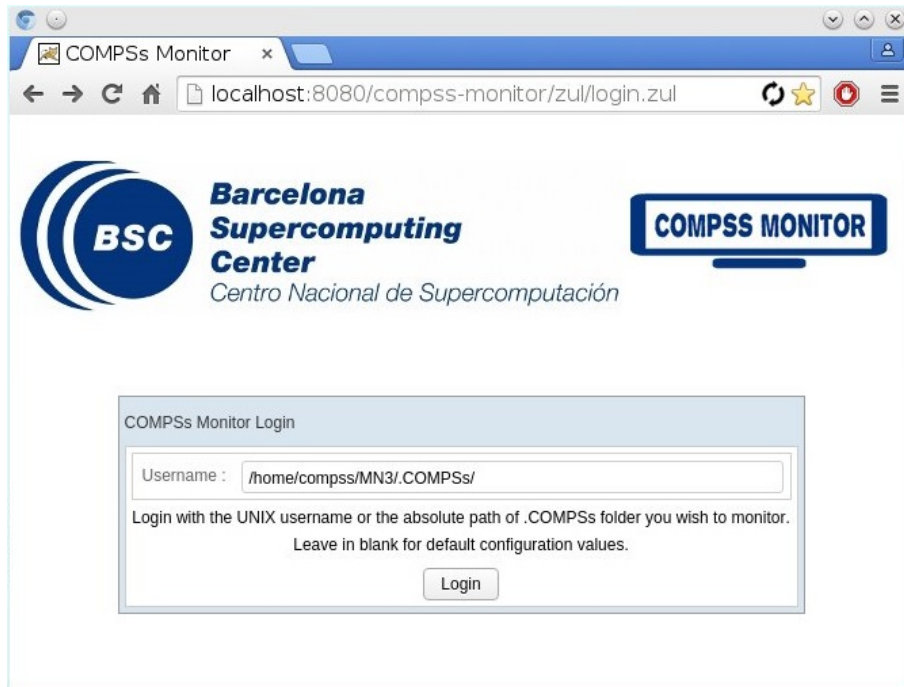 COMPSs Monitor
localhost:8080/compss-monitor/zul/login.zul
BSC
Barcelona
Supercomputing
Center
Centro Nacional de Supercomputación
COMPSS MONITOR
COMPSs Monitor Login
Username :
/home/compss/MN3/.COMPSs/
Login with the UNIX username or the absolute path of .COMPSs folder you wish to monitor.
Leave in blank for default configuration values.
Login